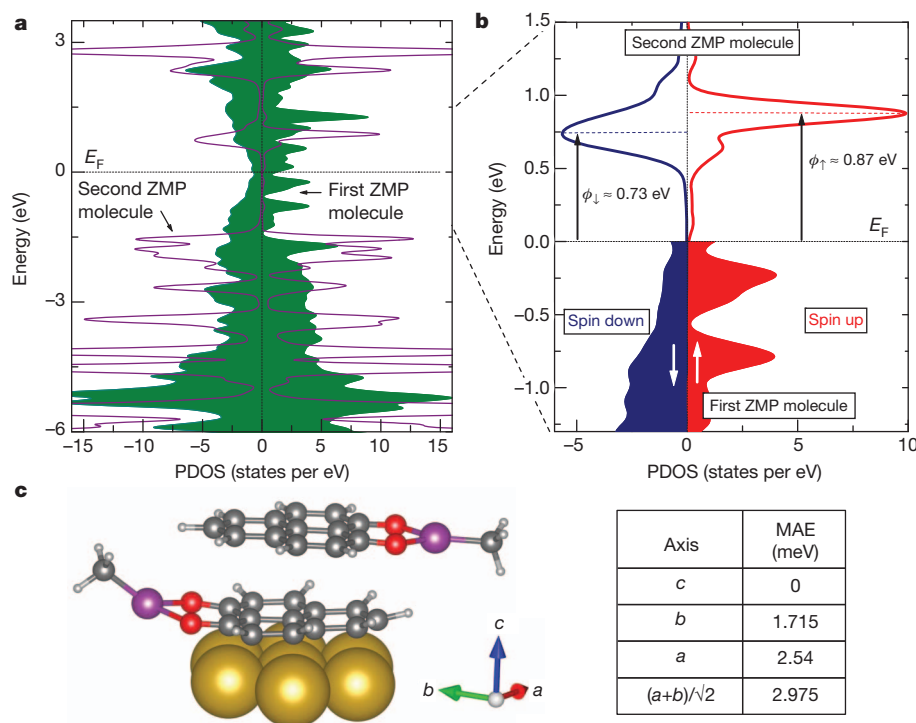 a
3
0
−3
−6
Energy (eV)
E_F
Second ZMP
molecule
First ZMP
molecule
−15 −10 −5 0 5 10 15
PDOS (states per eV)
b
1.5
1.0
0.5
0.0
−0.5
−1.0
Energy (eV)
Second ZMP molecule
ϕ↓ ≈ 0.73 eV
ϕ↑ ≈ 0.87 eV
E_F
Spin down
Spin up
First ZMP molecule
−5 0 5 10
PDOS (states per eV)
c
c
b
a
Axis MAE
(meV)
c 0
b 1.715
a 2.54
(a+b)/√2 2.975